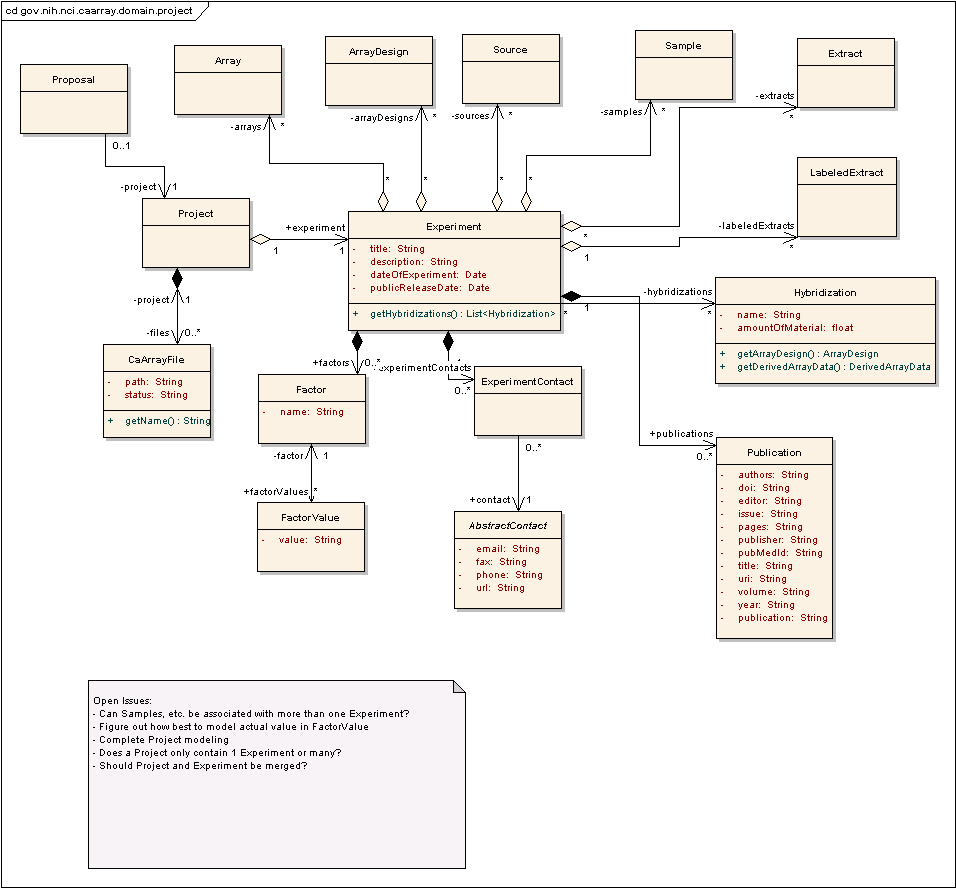 cd gov.nih.nci.caarray.domain.project
Proposal
Array
ArrayDesign
Source
Sample
Extract
-arrays
*
-arrayDesigns
*
-sources
*
-samples
*
-extracts
*
0..1
-project
1
LabeledExtract
*
*
*
*
-labeledExtracts
*
Project
1
+experiment
1
Experiment
- title: String
- description: String
- dateOfExperiment: Date
- publicReleaseDate: Date
+ getHybridizations() : List<Hybridization>
*
1
*
1
-hybridizations
*
Hybridization
- name: String
- amountOfMaterial: float
+ getArrayDesign() : ArrayDesign
+ getDerivedArrayData() : DerivedArrayData
-project
1
-files
0..*
CaArrayFile
- path: String
- status: String
+ getName() : String
+factors
0..*
experimentContacts
0..*
Factor
- name: String
ExperimentContact
-factor
1
+factorValues
*
FactorValue
- value: String
0..*
+contact
1
AbstractContact
- email: String
- fax: String
- phone: String
- url: String
+publications
0..*
Publication
- authors: String
- doi: String
- editor: String
- issue: String
- pages: String
- publisher: String
- pubMedId: String
- title: String
- uri: String
- volume: String
- year: String
- publication: String
Open Issues:
- Can Samples, etc. be associated with more than one Experiment?
- Figure out how best to model actual value in FactorValue
- Complete Project modeling
- Does a Project only contain 1 Experiment or many?
- Should Project and Experiment be merged?